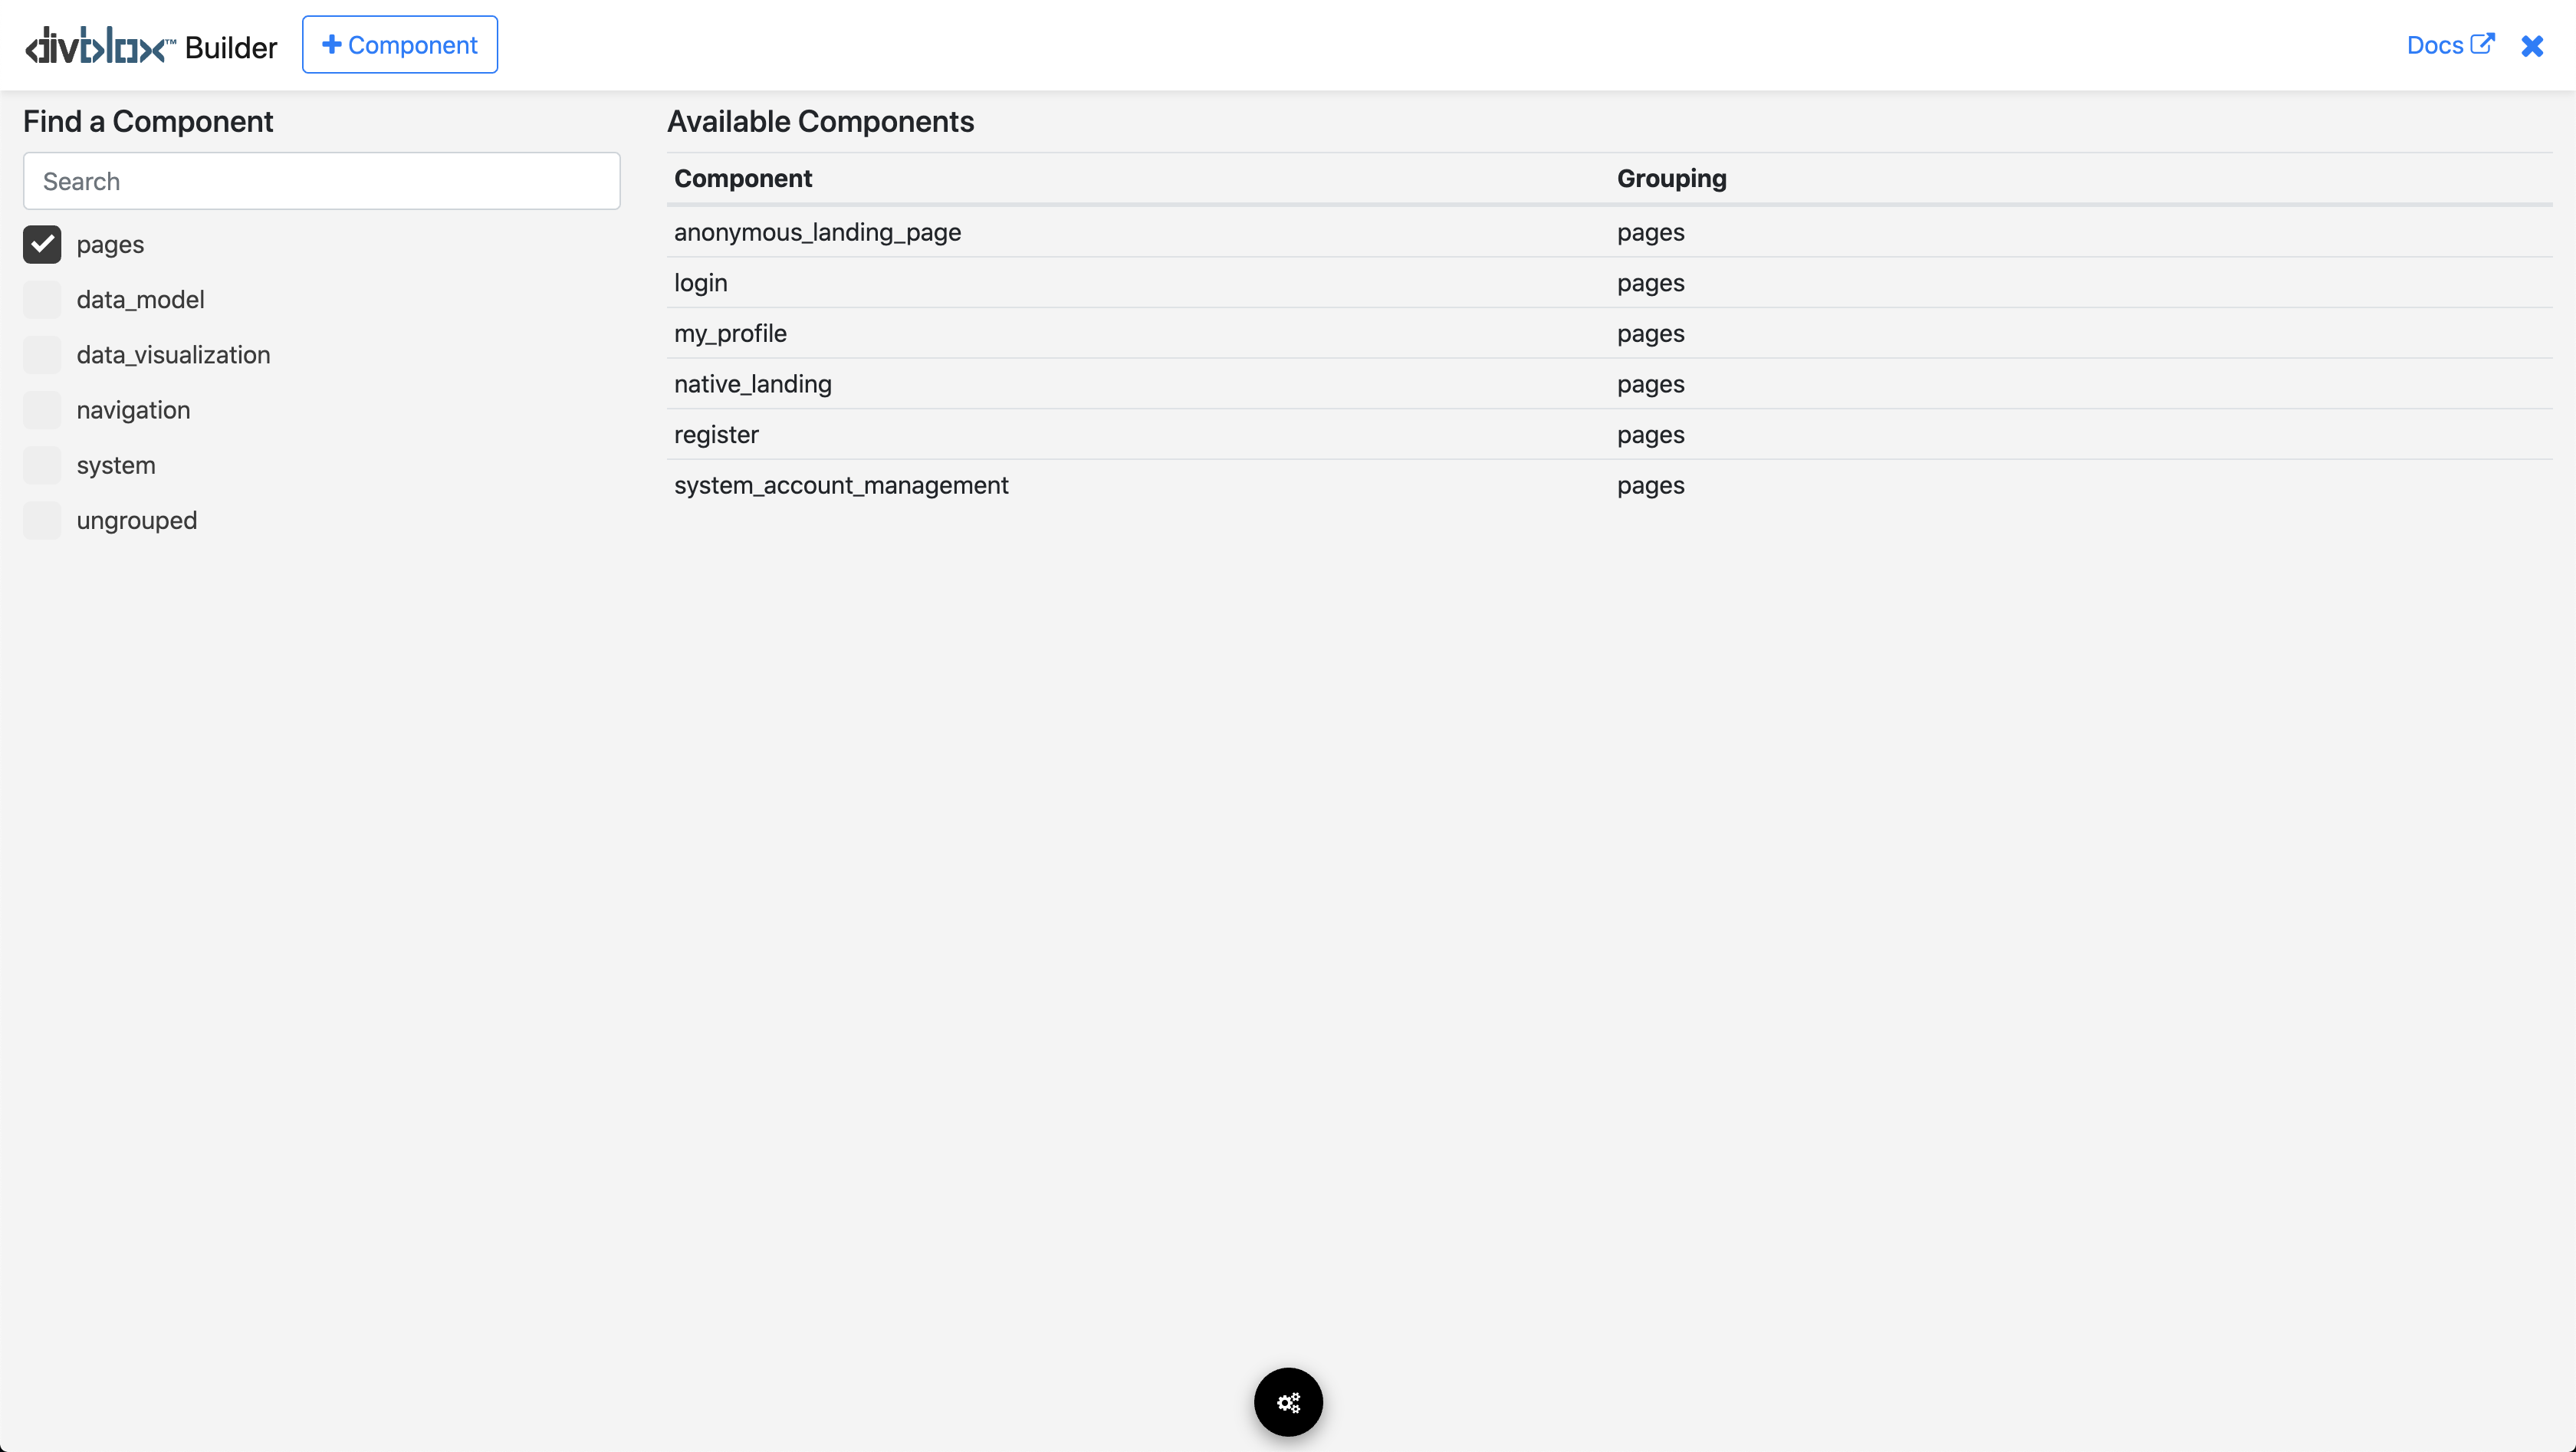 divblox™ Builder
Component
Docs
Find a Component
Search
pages
data_model
data_visualization
navigation
system
ungrouped
Available Components
Component Grouping
anonymous_landing_page pages
login pages
my_profile pages
native_landing pages
register pages
system_account_management pages